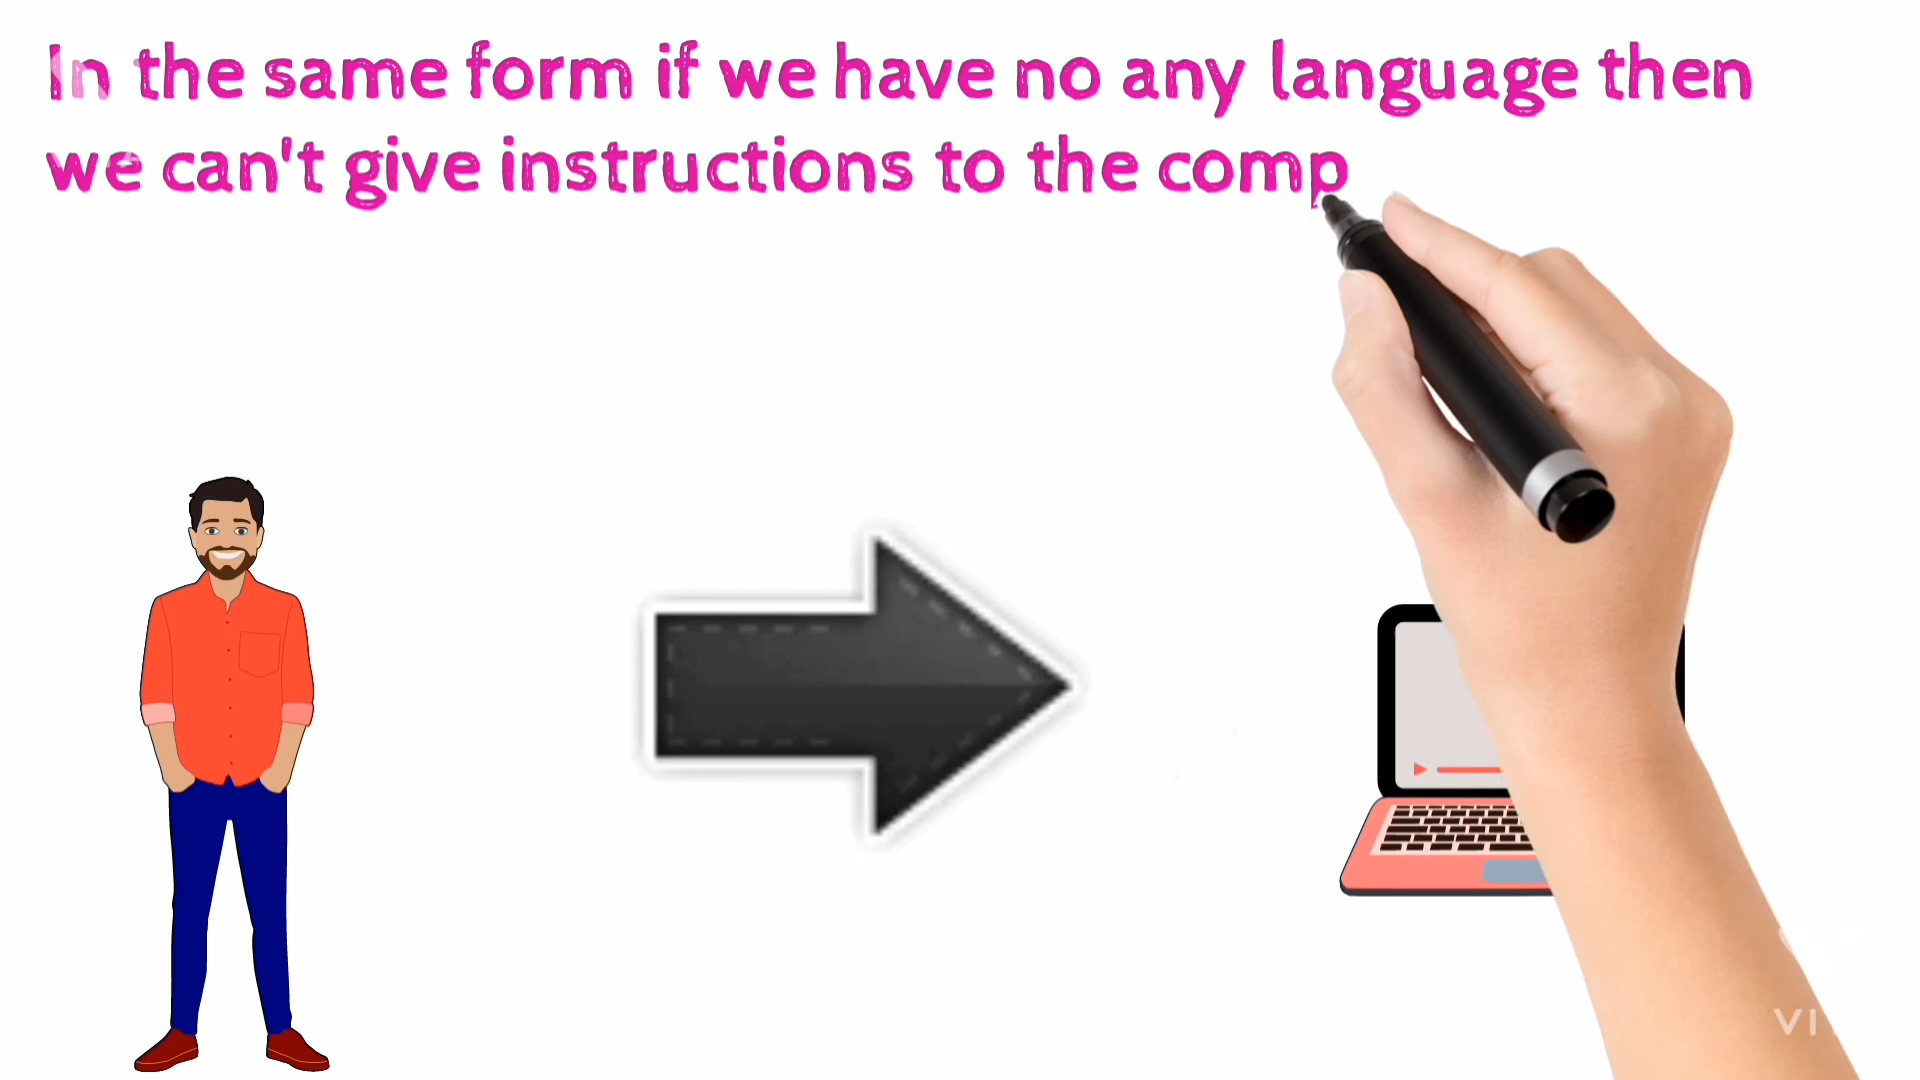 In the same form if we have no any language then
we can't give instructions to the comp